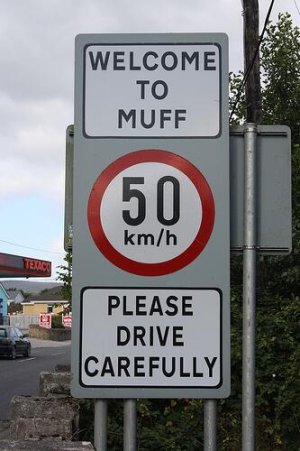 WELCOME
TO
MUFF
50
km/h
PLEASE
DRIVE
CAREFULLY
TEXACO